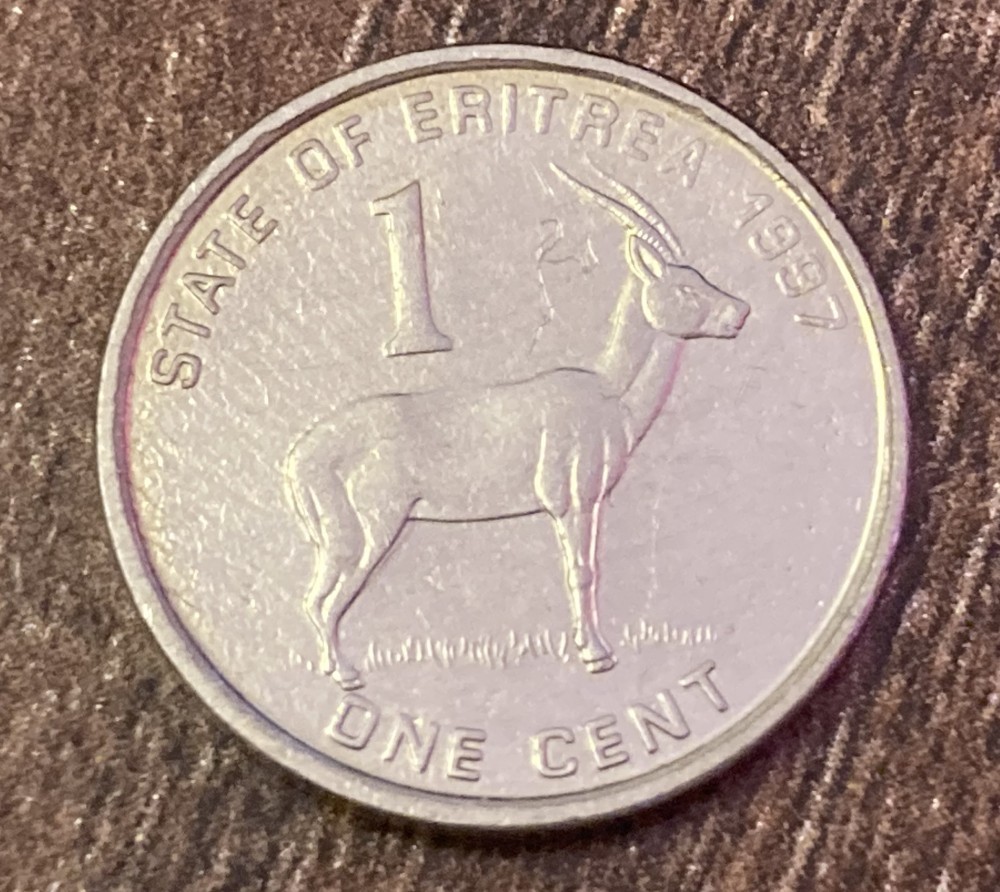 STATE OF ERITREA 1997
1
ONE CENT